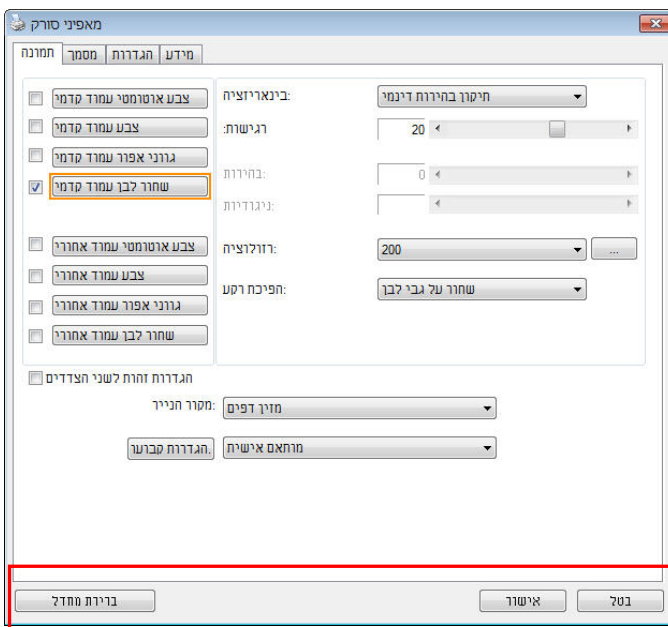 מאפיני סורק
תמונה מסמך הגדרות מידע
צבע אוטומטי עמוד קדמי
צבע עמוד קדמי
גווני אפור עמוד קדמי
שחור לבן עמוד קדמי
צבע אוטומטי עמוד אחורי
צבע עמוד אחורי
גווני אפור עמוד אחורי
שחור לבן עמוד אחורי
בינאריזציה: תיקון בהירות דינמי
רגישות: 20
בהירות: 0
ניגודיות:
רזולוציה: 200 ...
הפיכת רקע: שחור על גבי לבן
הגדרות זהות לשני הצדדים
מקור הנייר: מזין דפים
הגדרות קבוע. מותאם אישית
ברירת מחדל אישור בטל